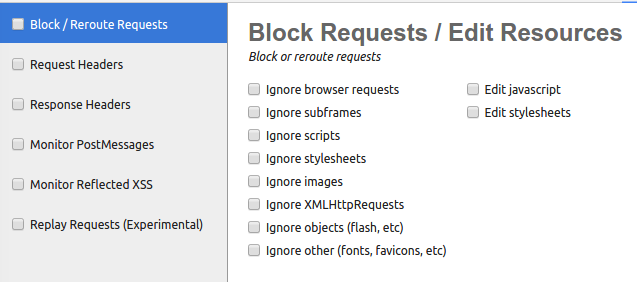 Block / Reroute Requests
Request Headers
Response Headers
Monitor PostMessages
Monitor Reflected XSS
Replay Requests (Experimental)
Block Requests / Edit Resources
Block or reroute requests
Ignore browser requests
Ignore subframes
Ignore scripts
Ignore stylesheets
Ignore images
Ignore XMLHttpRequests
Ignore objects (flash, etc)
Ignore other (fonts, favicons, etc)
Edit javascript
Edit stylesheets